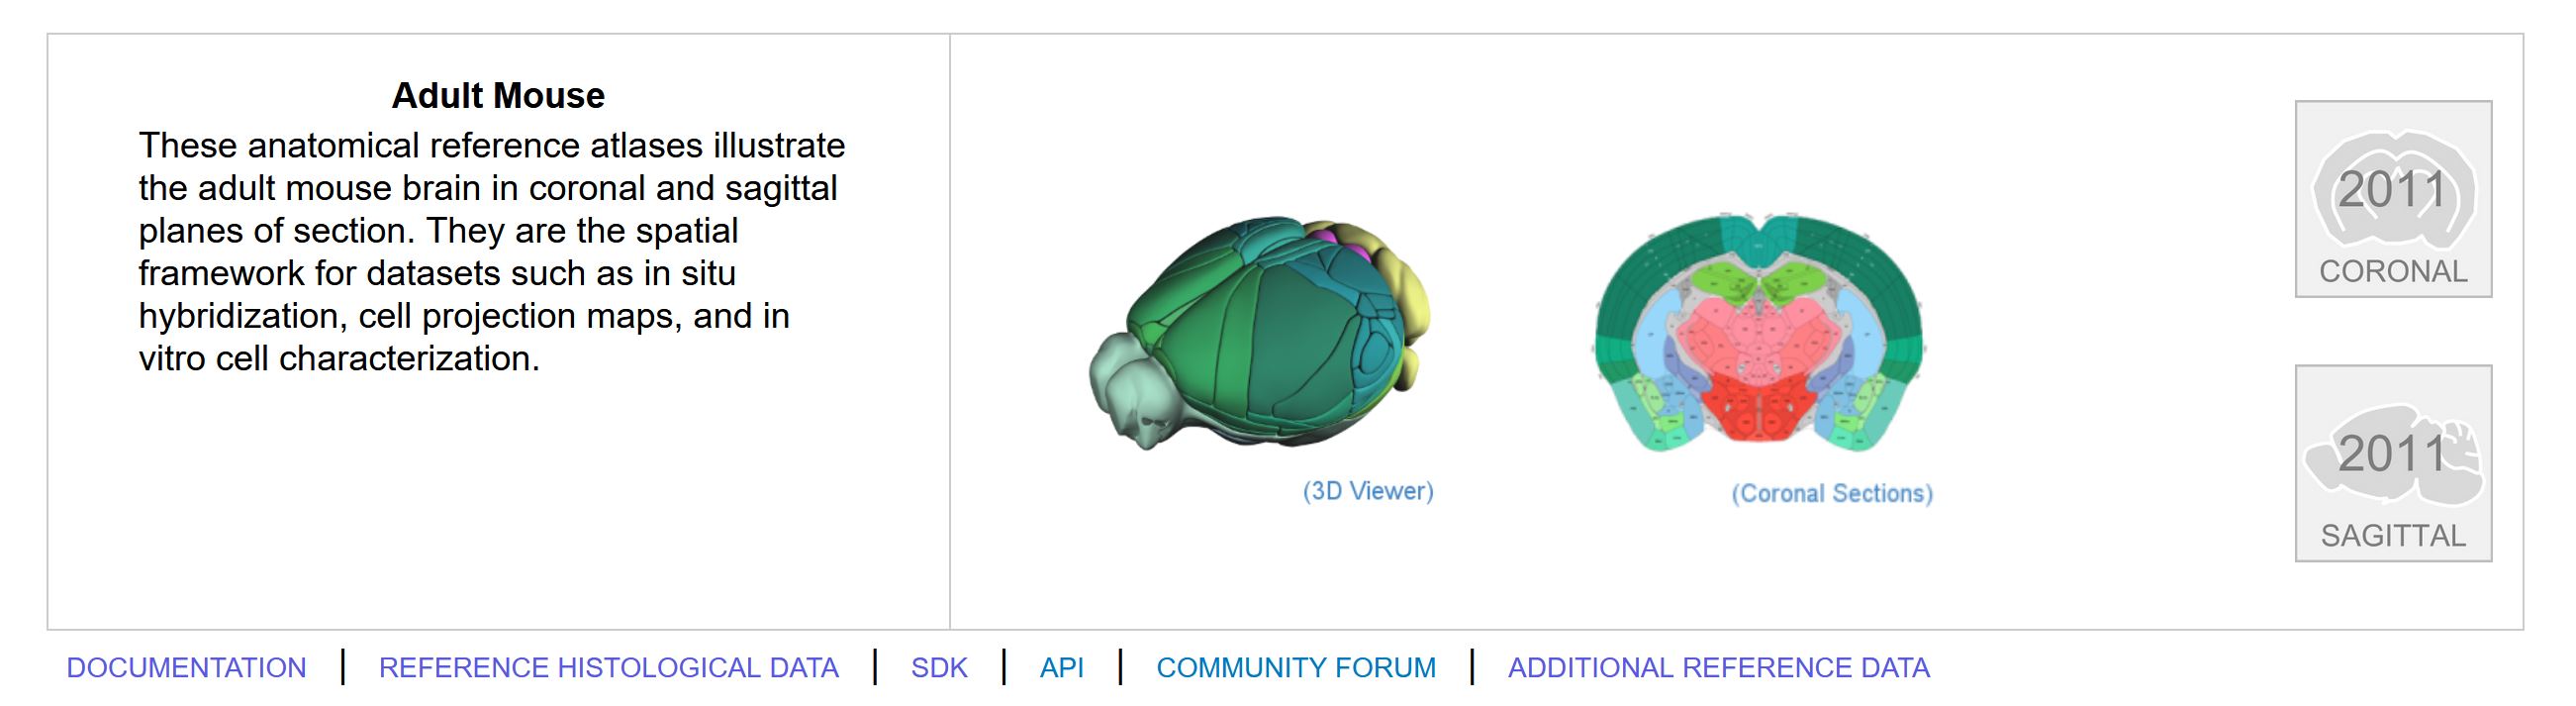 Adult Mouse
These anatomical reference atlases illustrate
the adult mouse brain in coronal and sagittal
planes of section. They are the spatial
framework for datasets such as in situ
hybridization, cell projection maps, and in
vitro cell characterization.
(3D Viewer)
(Coronal Sections)
2011
CORONAL
2011
SAGITTAL
DOCUMENTATION | REFERENCE HISTOLOGICAL DATA | SDK | API | COMMUNITY FORUM | ADDITIONAL REFERENCE DATA